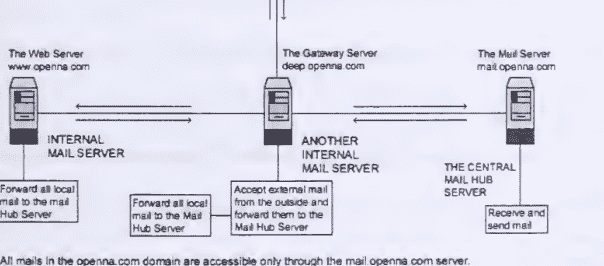 The Web Server
www.openna.com
The Gateway Server
deep.openna.com
The Mail Server
mail.openna.com
INTERNAL
MAIL SERVER
ANOTHER
INTERNAL
MAIL SERVER
THE CENTRAL
MAIL HUB
SERVER
Forward all local
mail to the mail
Hub Server
Forward all local
mail to the Mail
Hub Server
Accept external mail
from the outside and
forward them to the
Mail Hub Server
Receive and
send mail
All mails in the openna.com domain are accessible only through the mail openna com server.